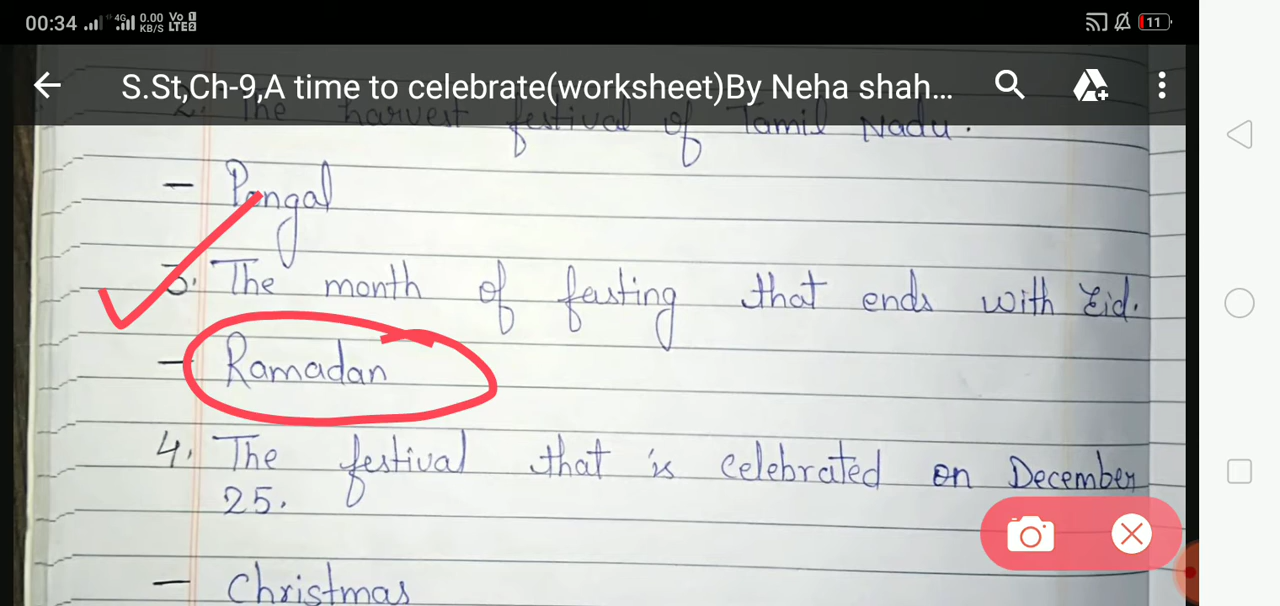 00:34 4G 0.00 KB/S Vo LTE2 11
S.St,Ch-9,A time to celebrate(worksheet)By Neha shah...
2. The harvest festival of Tamil Nadu.
— Pongal
3. The month of fasting that ends with Eid.
— Ramadan
4. The festival that is celebrated on December
25.
— Christmas